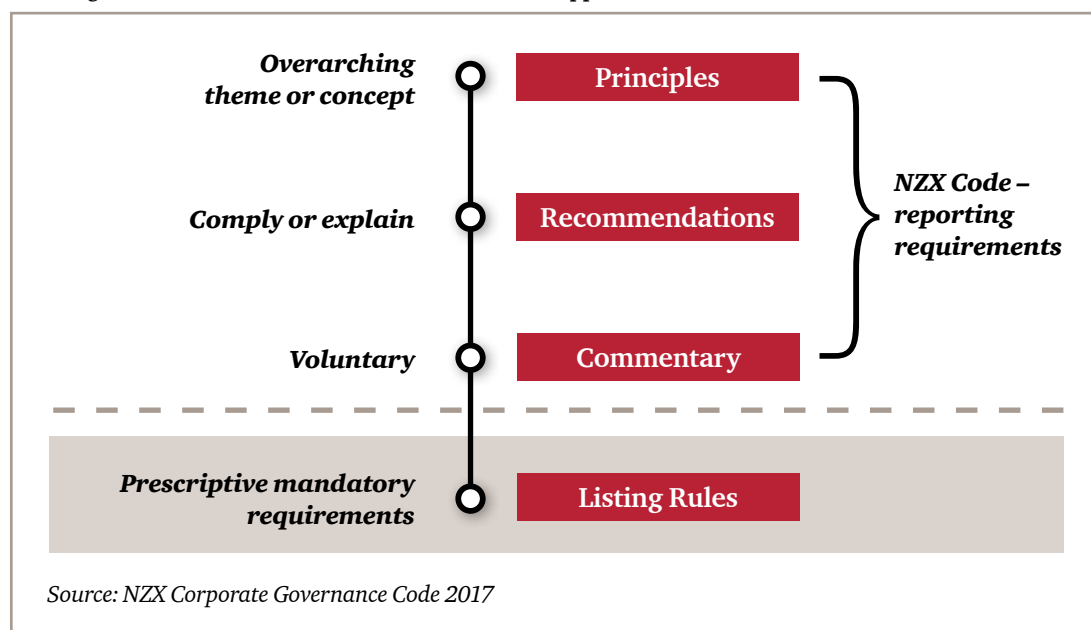 Overarching
theme or concept
Principles
Comply or explain
Recommendations
NZX Code –
reporting
requirements
Voluntary
Commentary
Prescriptive mandatory
requirements
Listing Rules
Source: NZX Corporate Governance Code 2017